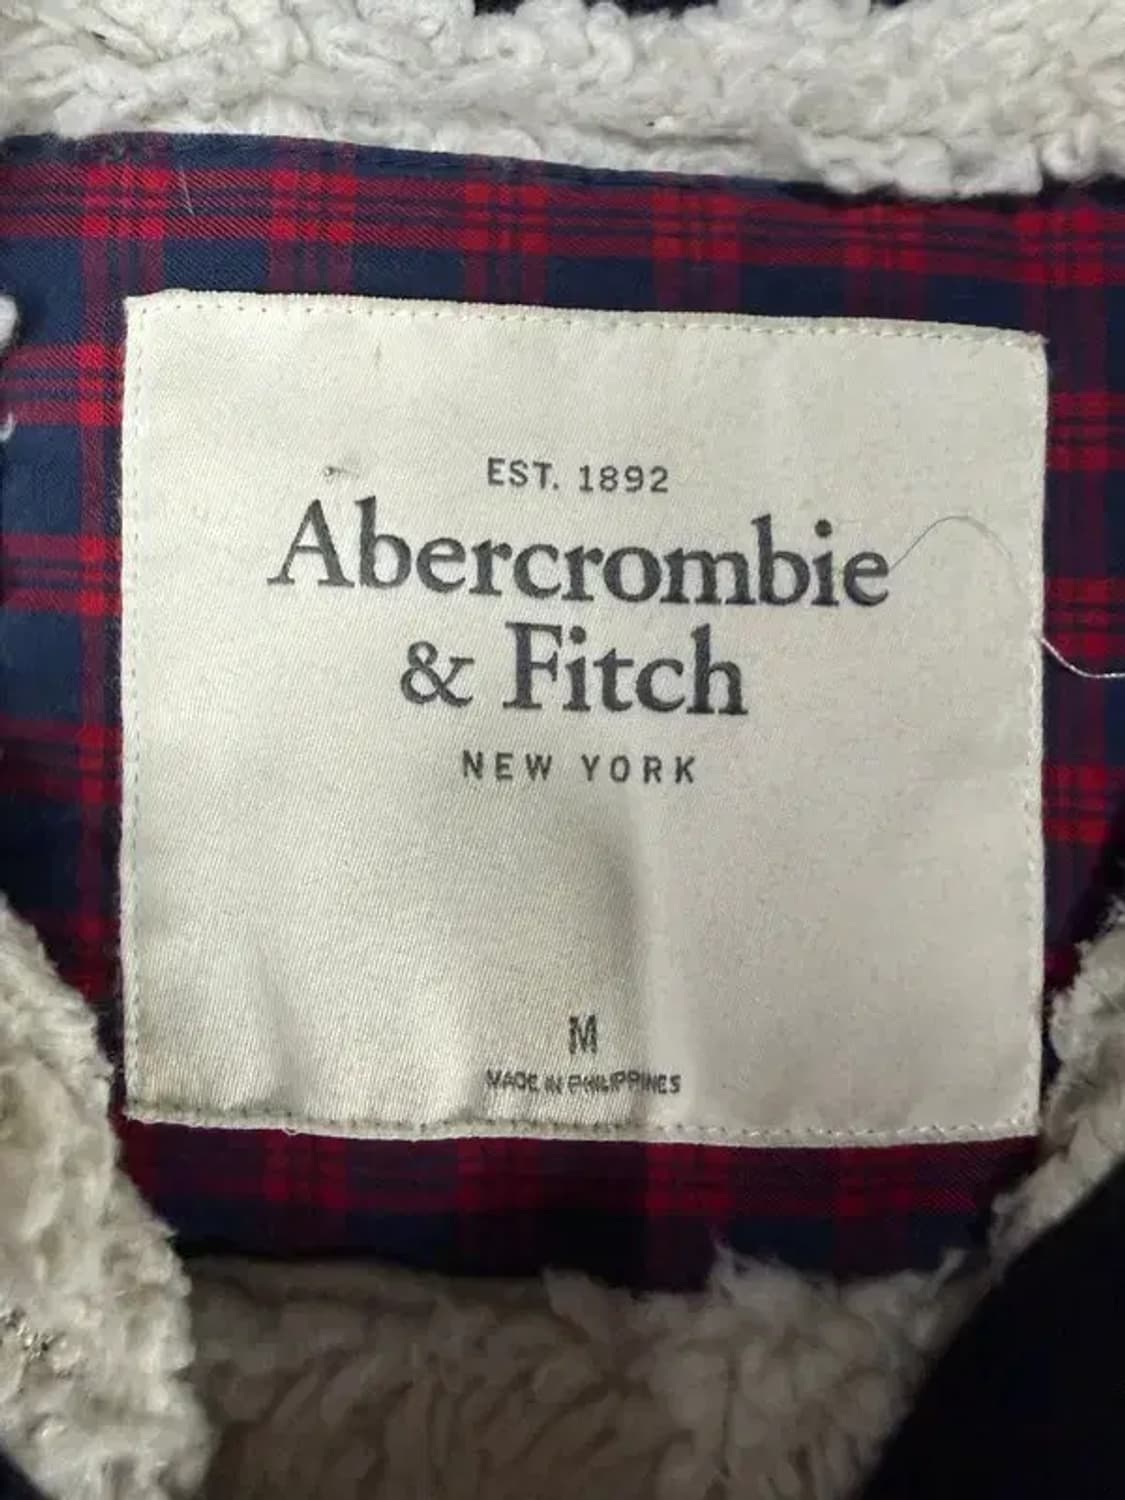 EST. 1892
Abercrombie
& Fitch
NEW YORK
M
MADE IN PHILIPPINES